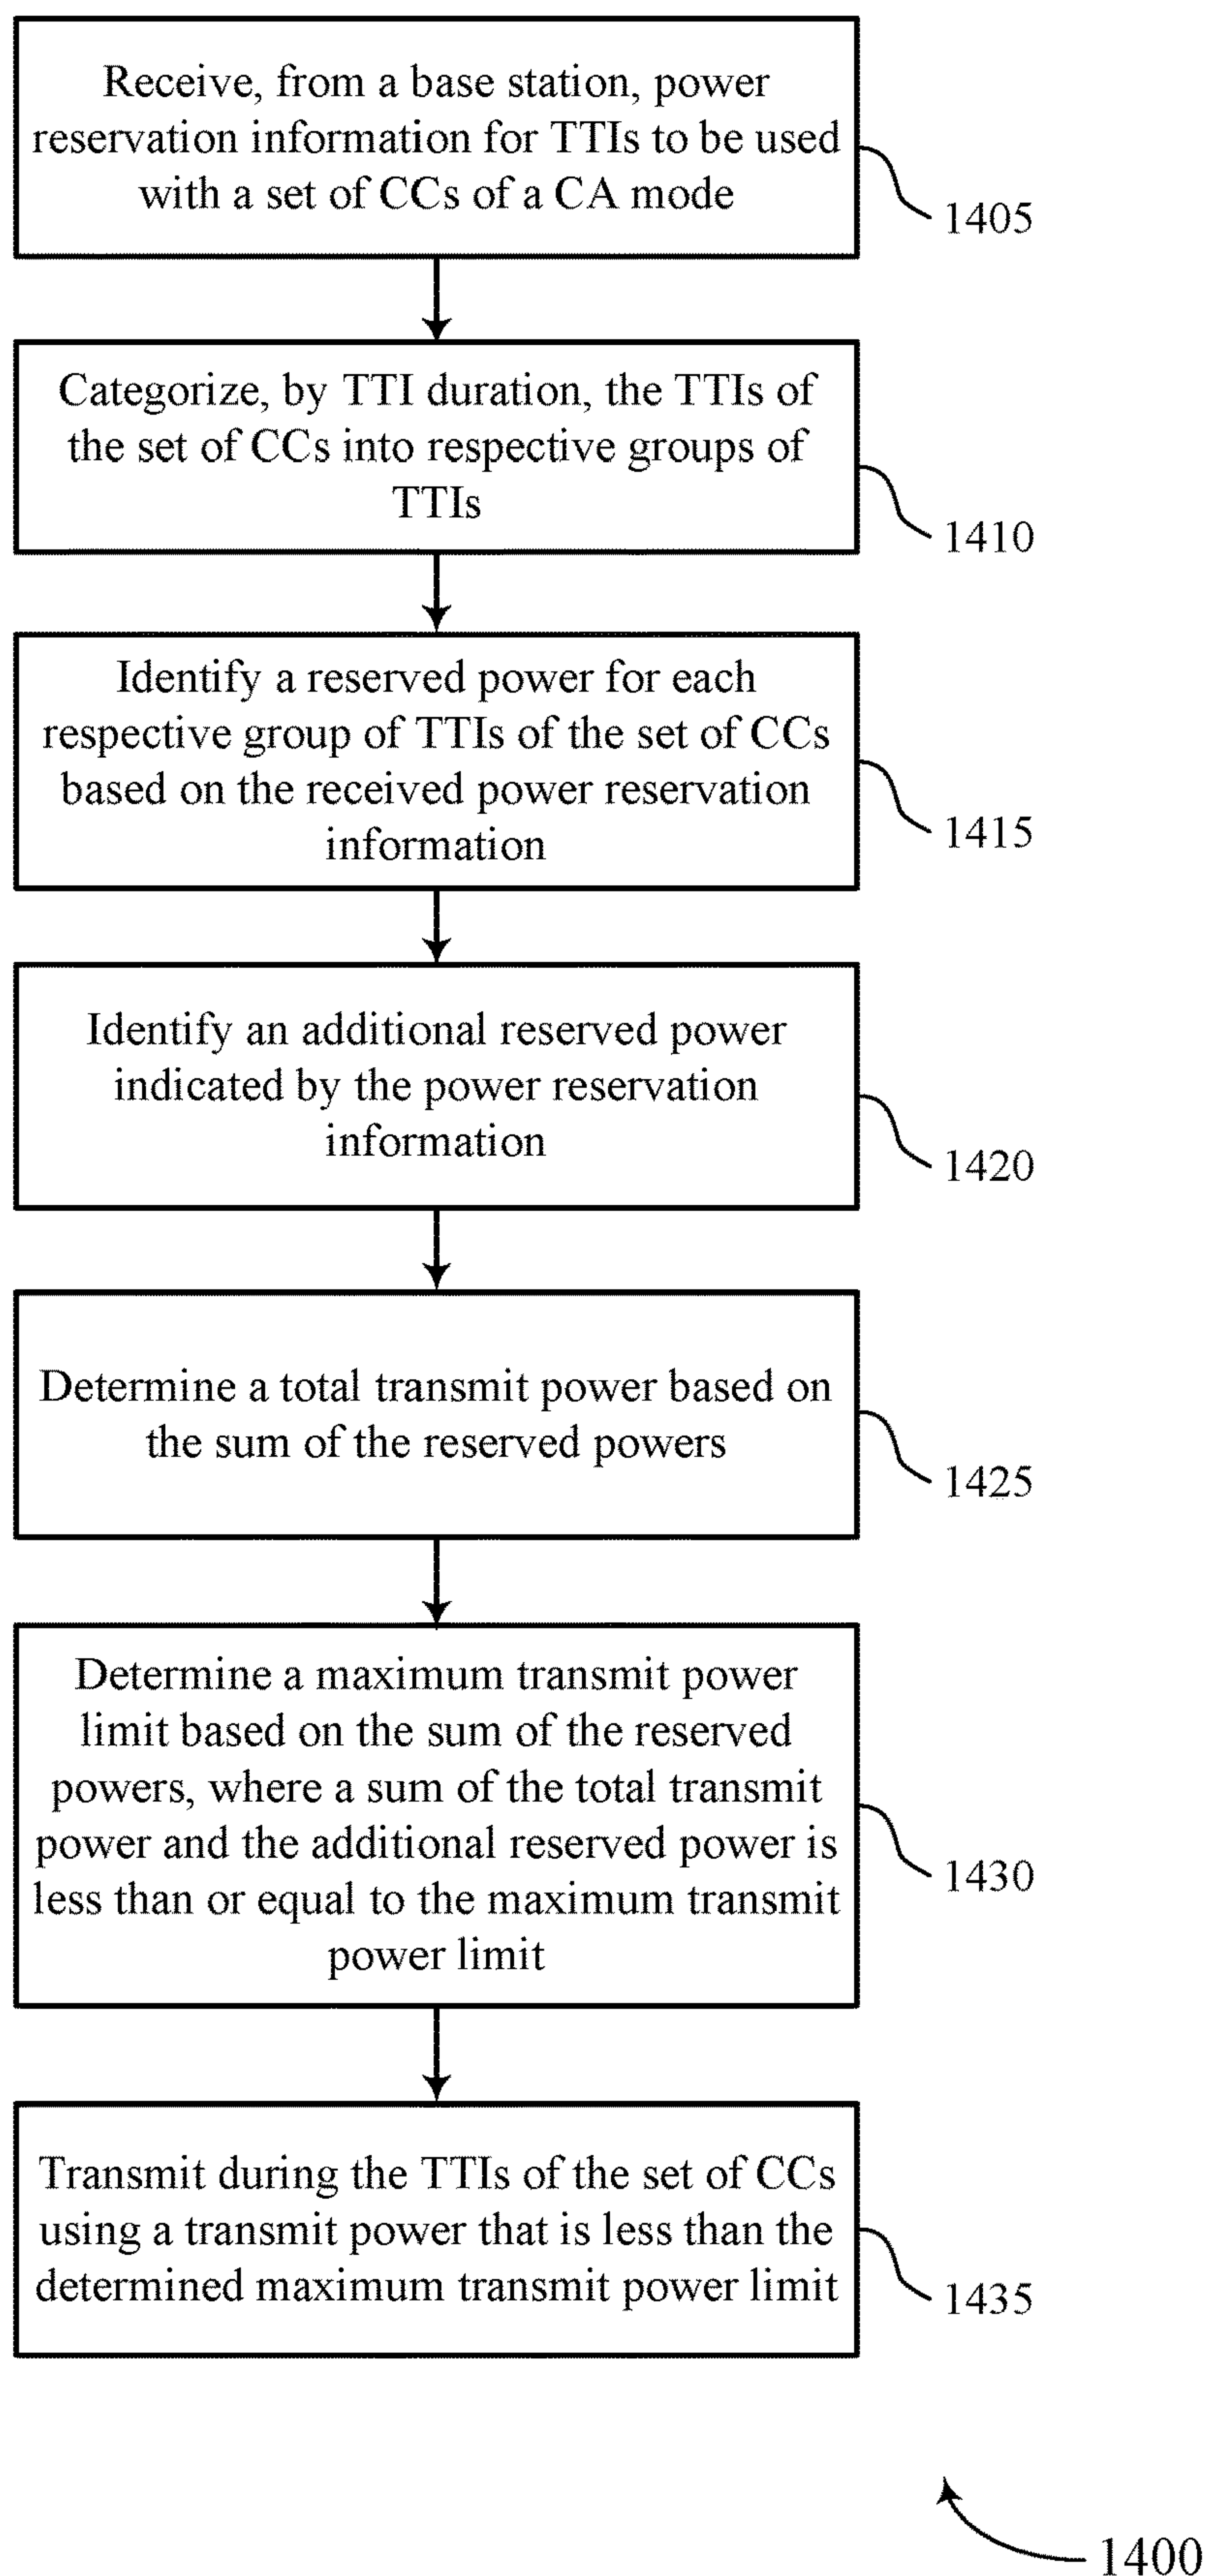 Receive, from a base station, power
reservation information for TTIs to be used
with a set of CCs of a CA mode
1405
Categorize, by TTI duration, the TTIs of
the set of CCs into respective groups of
TTIs
1410
Identify a reserved power for each
respective group of TTIs of the set of CCs
based on the received power reservation
information
1415
Identify an additional reserved power
indicated by the power reservation
information
1420
Determine a total transmit power based on
the sum of the reserved powers
1425
Determine a maximum transmit power
limit based on the sum of the reserved
powers, where a sum of the total transmit
power and the additional reserved power is
less than or equal to the maximum transmit
power limit
1430
Transmit during the TTIs of the set of CCs
using a transmit power that is less than the
determined maximum transmit power limit
1435
1400